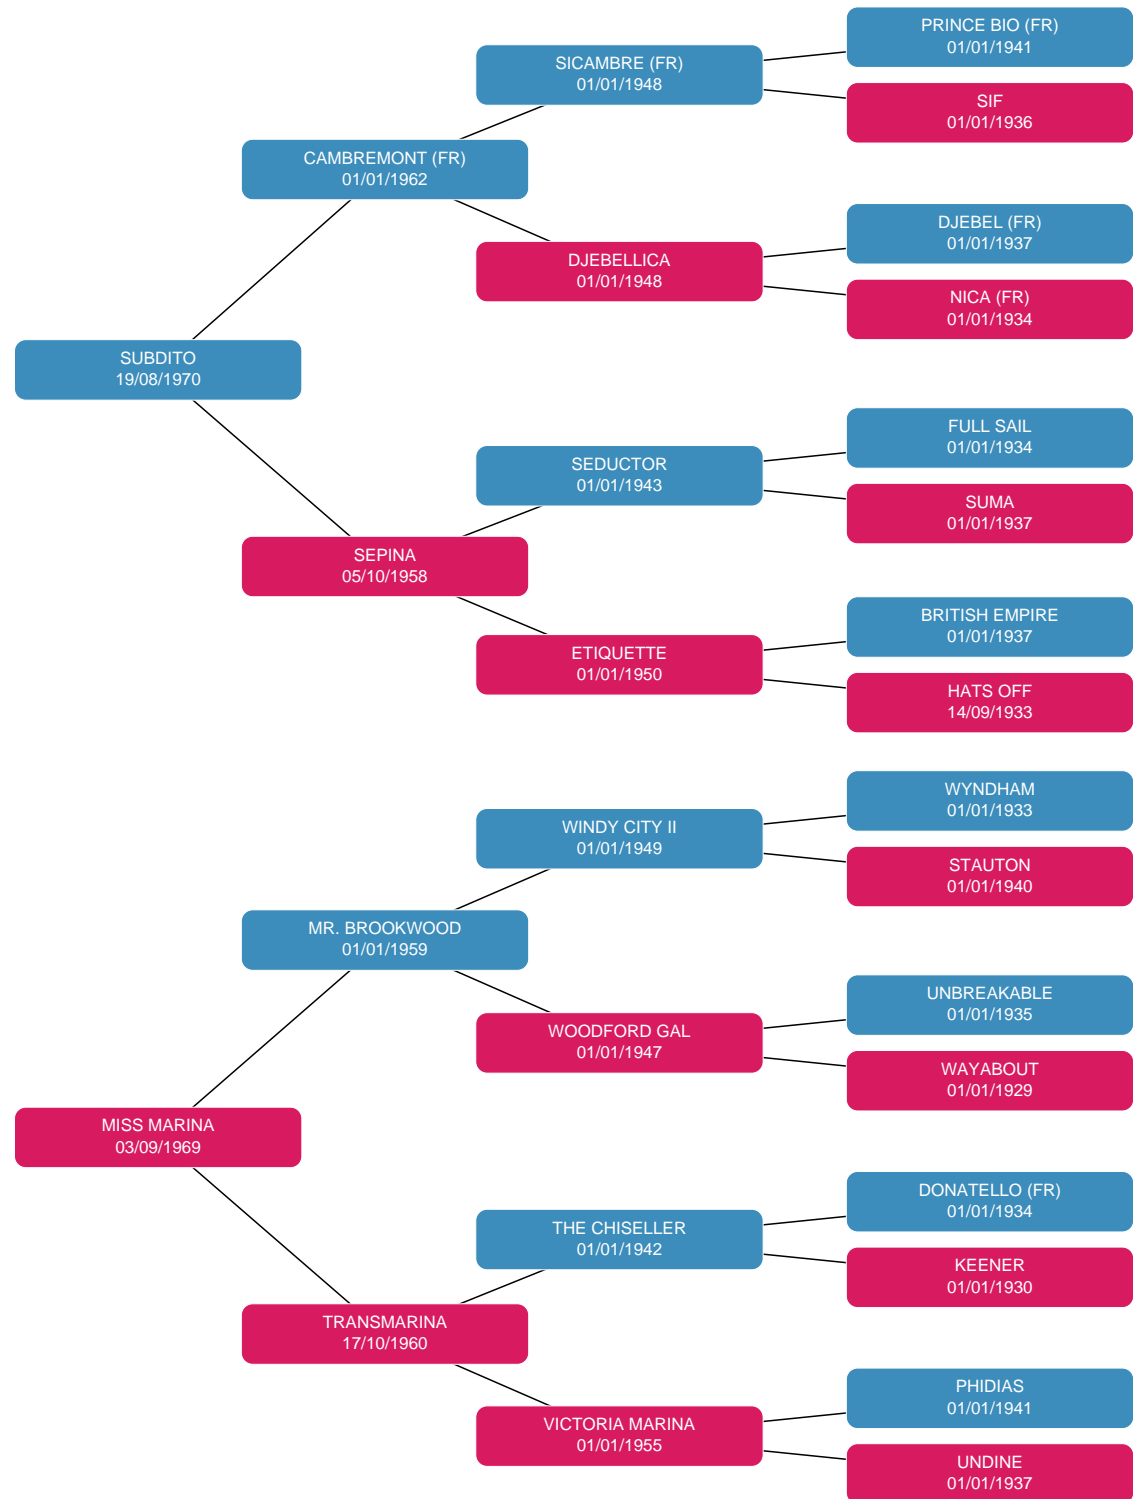 PRINCE BIO (FR)
01/01/1941
SICAMBRE (FR)
01/01/1948
SIF
01/01/1936
CAMBREMONT (FR)
01/01/1962
DJEBEL (FR)
01/01/1937
DJEBELLICA
01/01/1948
NICA (FR)
01/01/1934
SUBDITO
19/08/1970
FULL SAIL
01/01/1934
SEDUCTOR
01/01/1943
SUMA
01/01/1937
SEPINA
05/10/1958
BRITISH EMPIRE
01/01/1937
ETIQUETTE
01/01/1950
HATS OFF
14/09/1933
WYNDHAM
01/01/1933
WINDY CITY II
01/01/1949
STAUTON
01/01/1940
MR. BROOKWOOD
01/01/1959
UNBREAKABLE
01/01/1935
WOODFORD GAL
01/01/1947
WAYABOUT
01/01/1929
MISS MARINA
03/09/1969
DONATELLO (FR)
01/01/1934
THE CHISELLER
01/01/1942
KEENER
01/01/1930
TRANSMARINA
17/10/1960
PHIDIAS
01/01/1941
VICTORIA MARINA
01/01/1955
UNDINE
01/01/1937